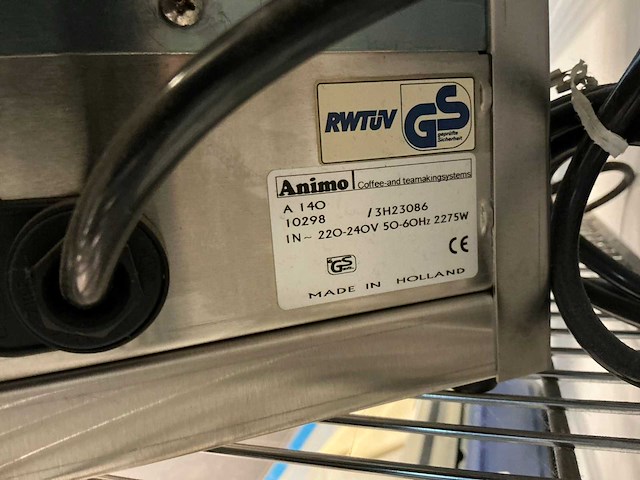 RWTüV
GS
geprüfte
Sicherheit
Animo Coffee-and teamakingsystems
A 140
10298 /3H23086
IN~ 220-240V 50-60Hz 2275W
GS
CE
MADE IN HOLLAND